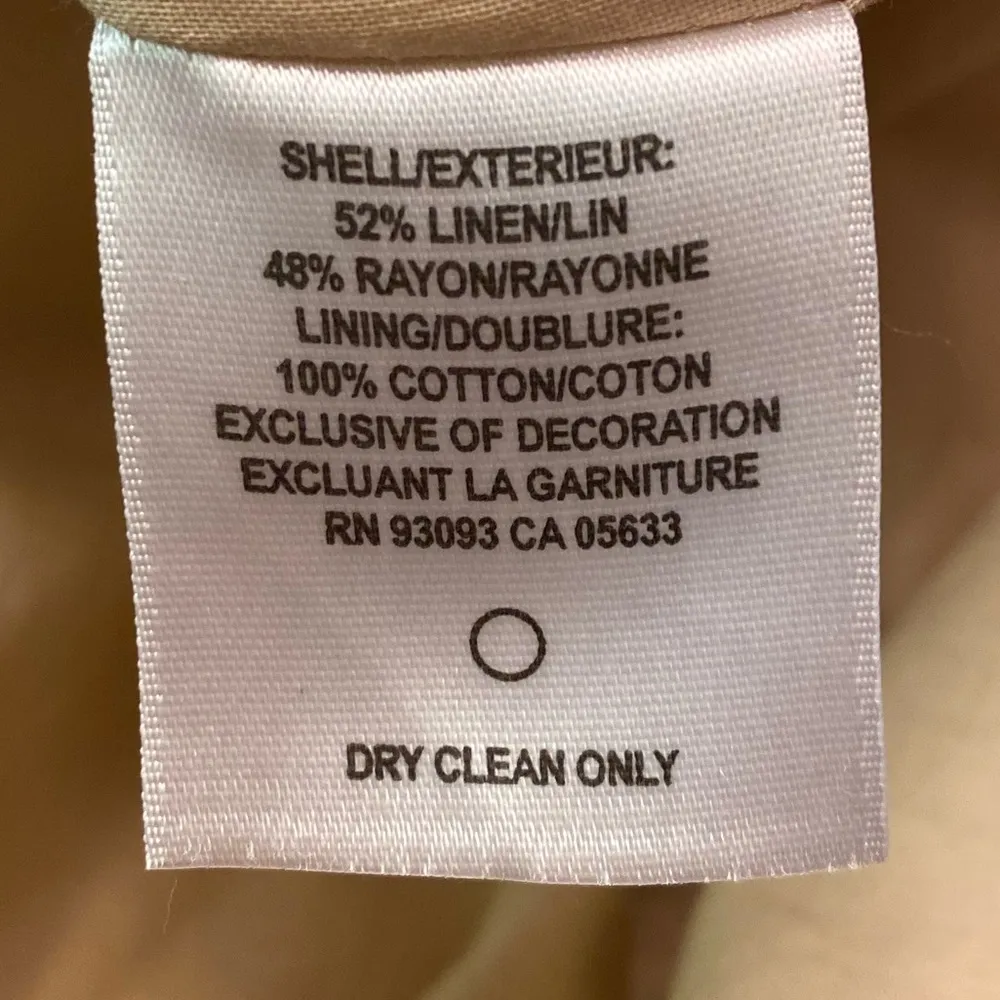 SHELL/EXTERIEUR:
52% LINEN/LIN
48% RAYON/RAYONNE
LINING/DOUBLURE:
100% COTTON/COTON
EXCLUSIVE OF DECORATION
EXCLUANT LA GARNITURE
RN 93093 CA 05633
DRY CLEAN ONLY